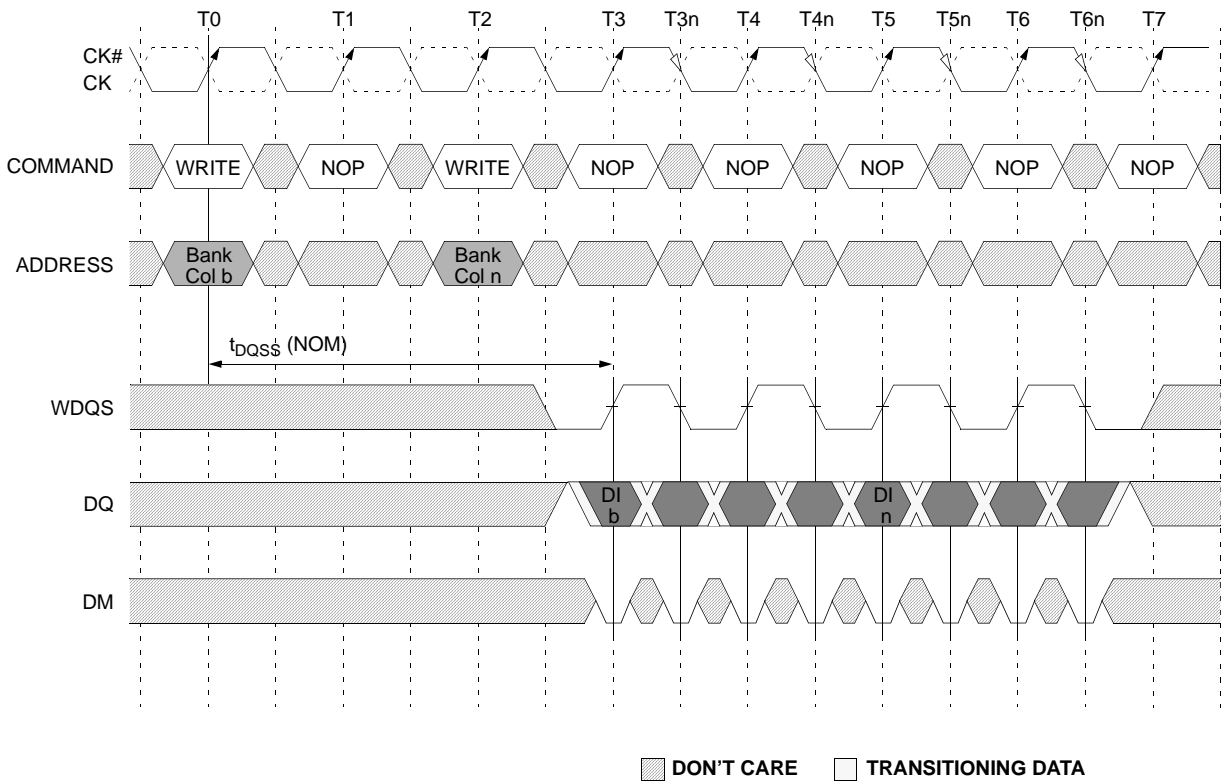 T0 T1 T2 T3 T3n T4 T4n T5 T5n T6 T6n T7
CK#
CK
COMMAND WRITE NOP WRITE NOP NOP NOP NOP NOP
ADDRESS Bank Col b Bank Col n
tDQSS (NOM)
WDQS
DQ DI b DI n
DM
DON'T CARE TRANSITIONING DATA